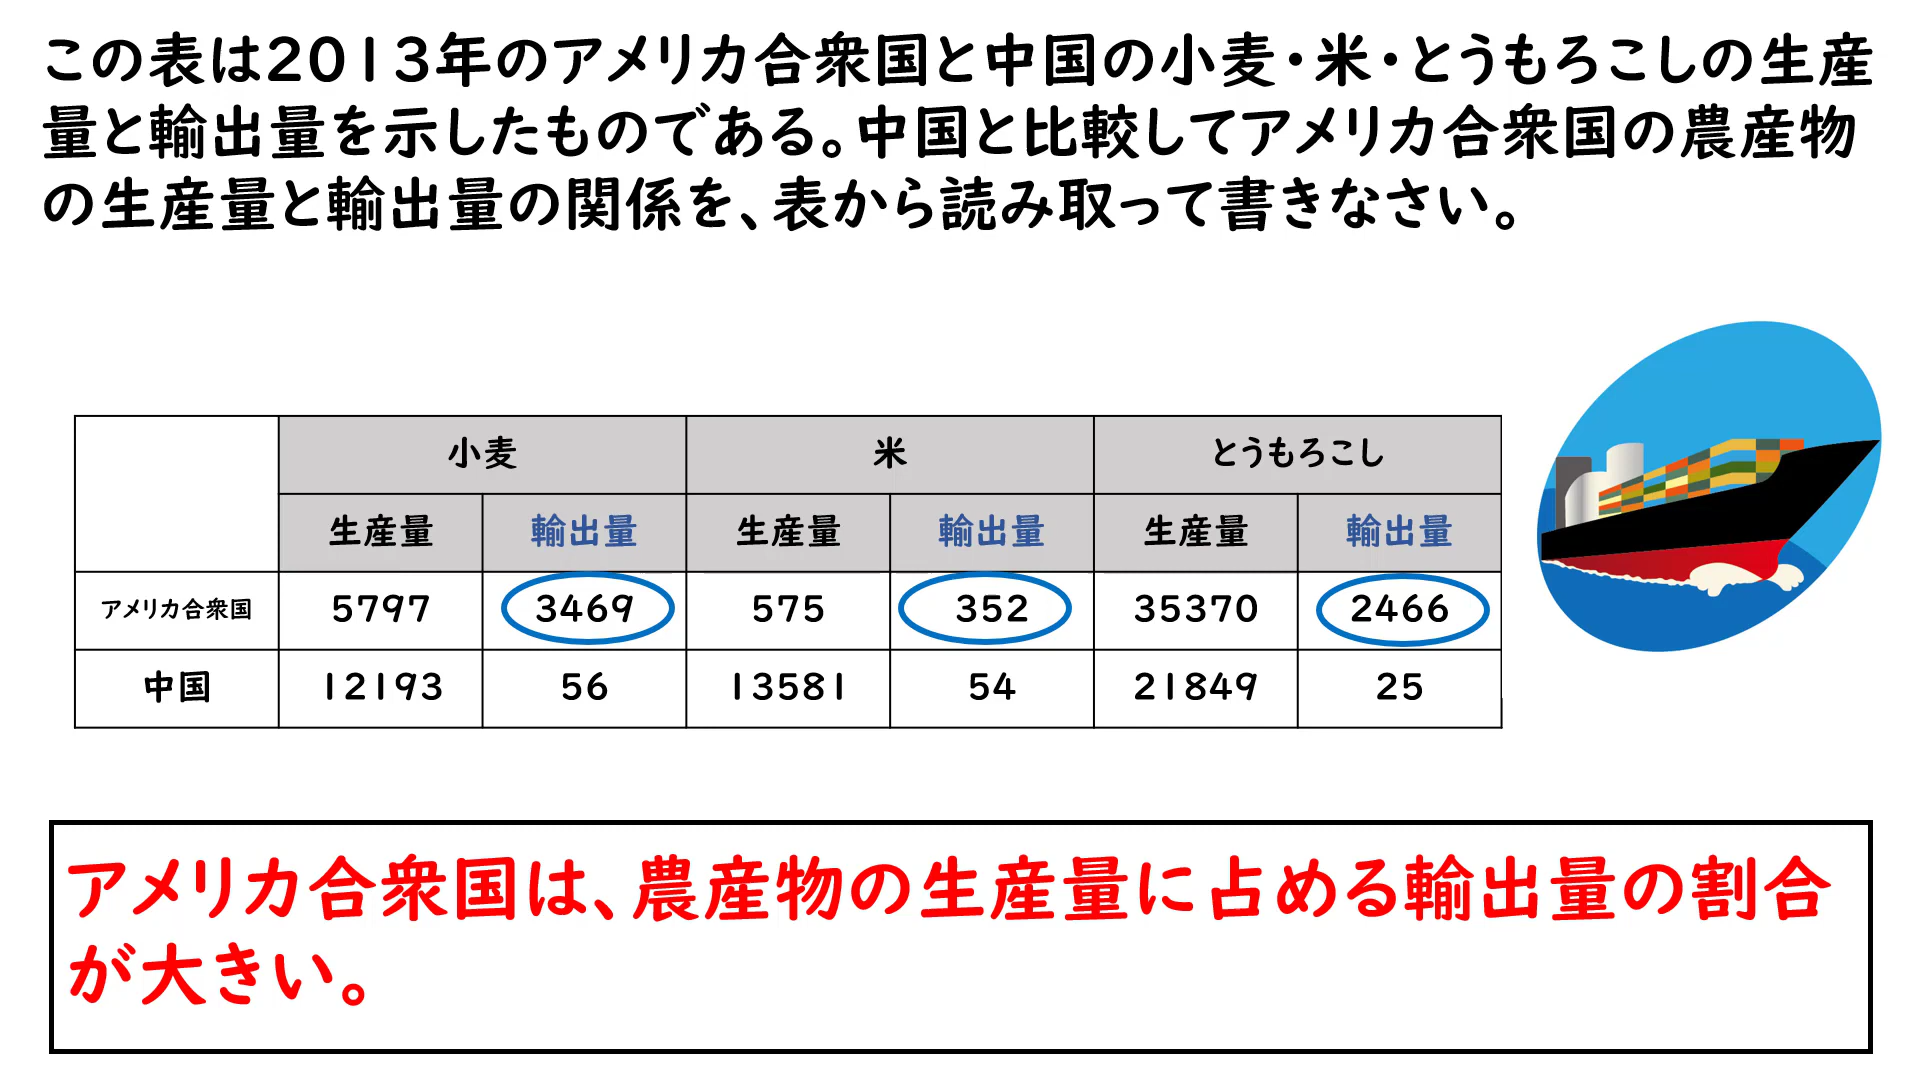 この表は2013年のアメリカ合衆国と中国の小麦・米・とうもろこしの生産
量と輸出量を示したものである。中国と比較してアメリカ合衆国の農産物
の生産量と輸出量の関係を、表から読み取って書きなさい。
小麦 米 とうもろこし
生産量 輸出量 生産量 輸出量 生産量 輸出量
アメリカ合衆国 5797 3469 575 352 35370 2466
中国 12193 56 13581 54 21849 25
アメリカ合衆国は、農産物の生産量に占める輸出量の割合
が大きい。